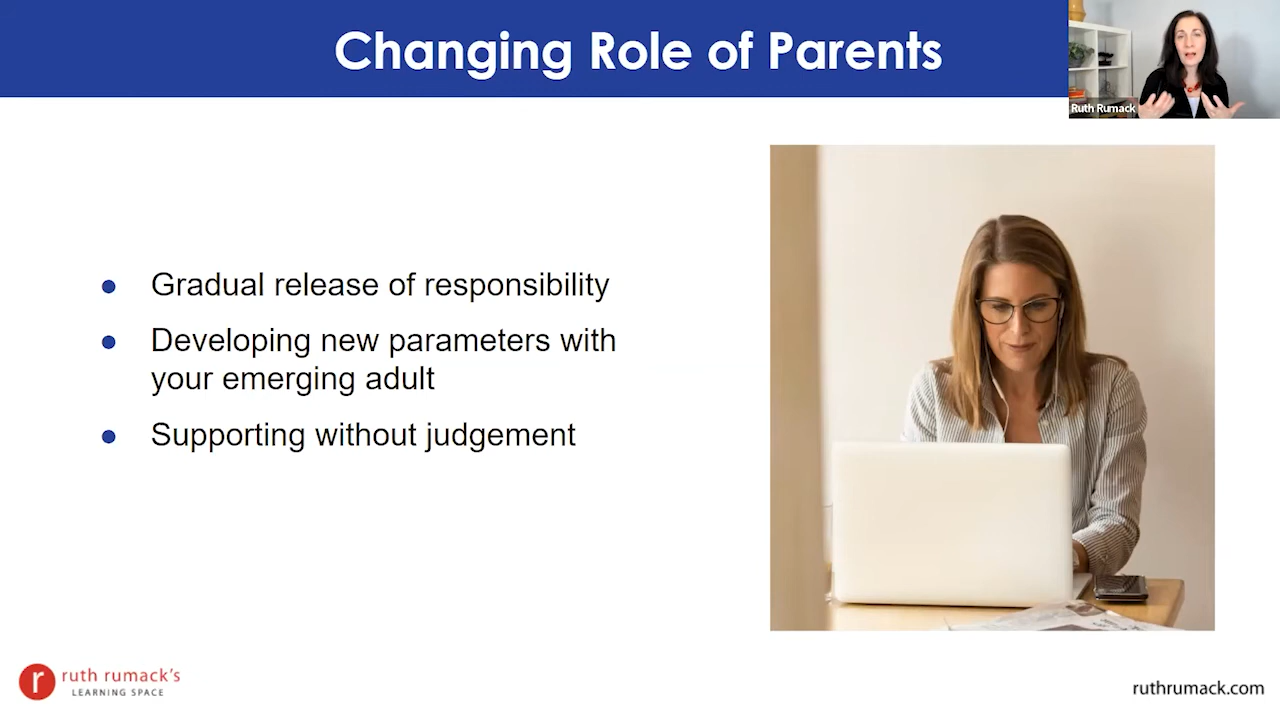 Changing Role of Parents
Ruth Rumack
● Gradual release of responsibility
● Developing new parameters with
your emerging adult
● Supporting without judgement
r
ruth rumack's
LEARNING SPACE
ruthrumack.com